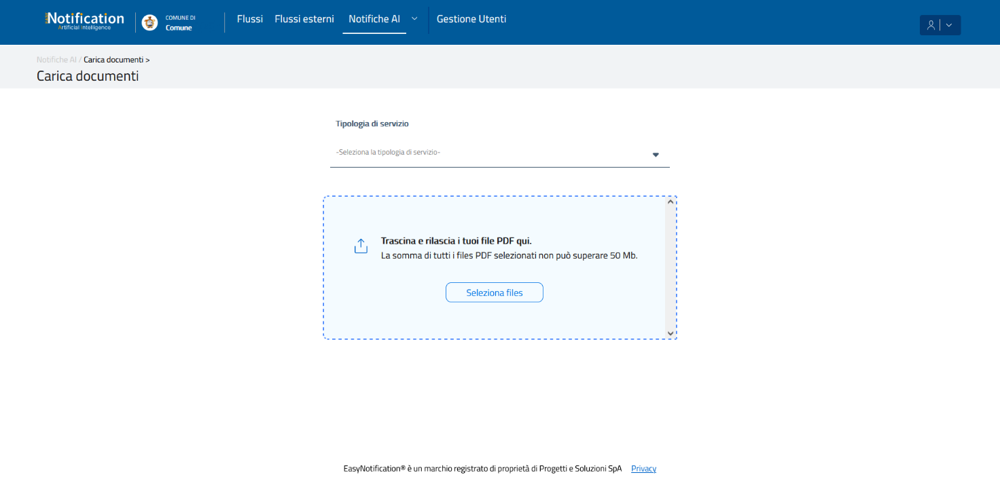 EASY Notification
Artificial Intelligence
COMUNE DI
Comune
Flussi
Flussi esterni
Notifiche AI
Gestione Utenti
Notifiche AI / Carica documenti >
Carica documenti
Tipologia di servizio
-Seleziona la tipologia di servizio-
Trascina e rilascia i tuoi file PDF qui.
La somma di tutti i files PDF selezionati non può superare 50 Mb.
Seleziona files
EasyNotification® è un marchio registrato di proprietà di Progetti e Soluzioni SpA Privacy